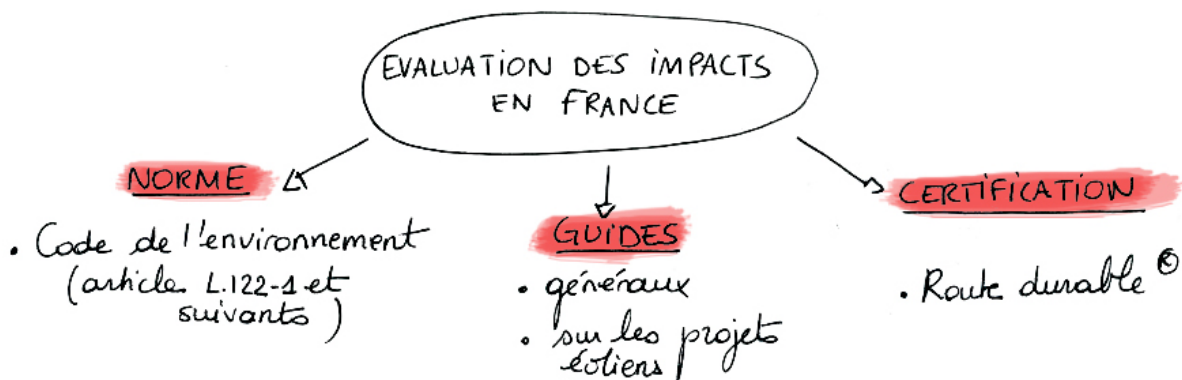 EVALUATION DES IMPACTS
EN FRANCE
NORME
• Code de l'environnement
(article L.122-1 et
suivants)
GUIDES
• généraux
• sur les projets
éoliens
CERTIFICATION
• Route durable ®